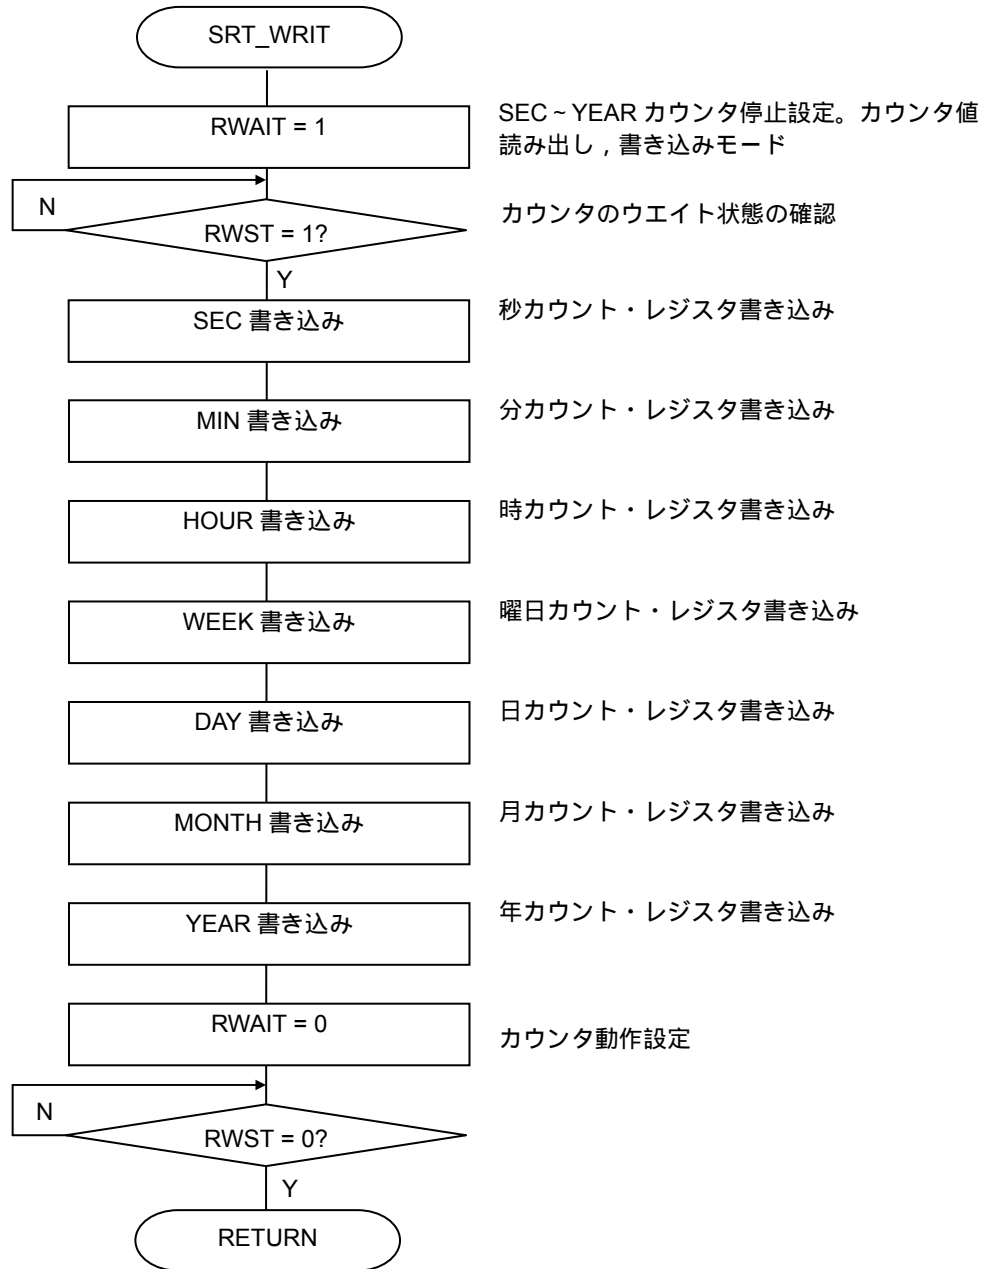 SRT_WRIT
RWAIT = 1
SEC ~ YEAR カウンタ停止設定。カウンタ値
読み出し , 書き込みモード
N
RWST = 1?
カウンタのウエイト状態の確認
Y
SEC 書き込み
秒カウント・レジスタ書き込み
MIN 書き込み
分カウント・レジスタ書き込み
HOUR 書き込み
時カウント・レジスタ書き込み
WEEK 書き込み
曜日カウント・レジスタ書き込み
DAY 書き込み
日カウント・レジスタ書き込み
MONTH 書き込み
月カウント・レジスタ書き込み
YEAR 書き込み
年カウント・レジスタ書き込み
RWAIT = 0
カウンタ動作設定
N
RWST = 0?
Y
RETURN